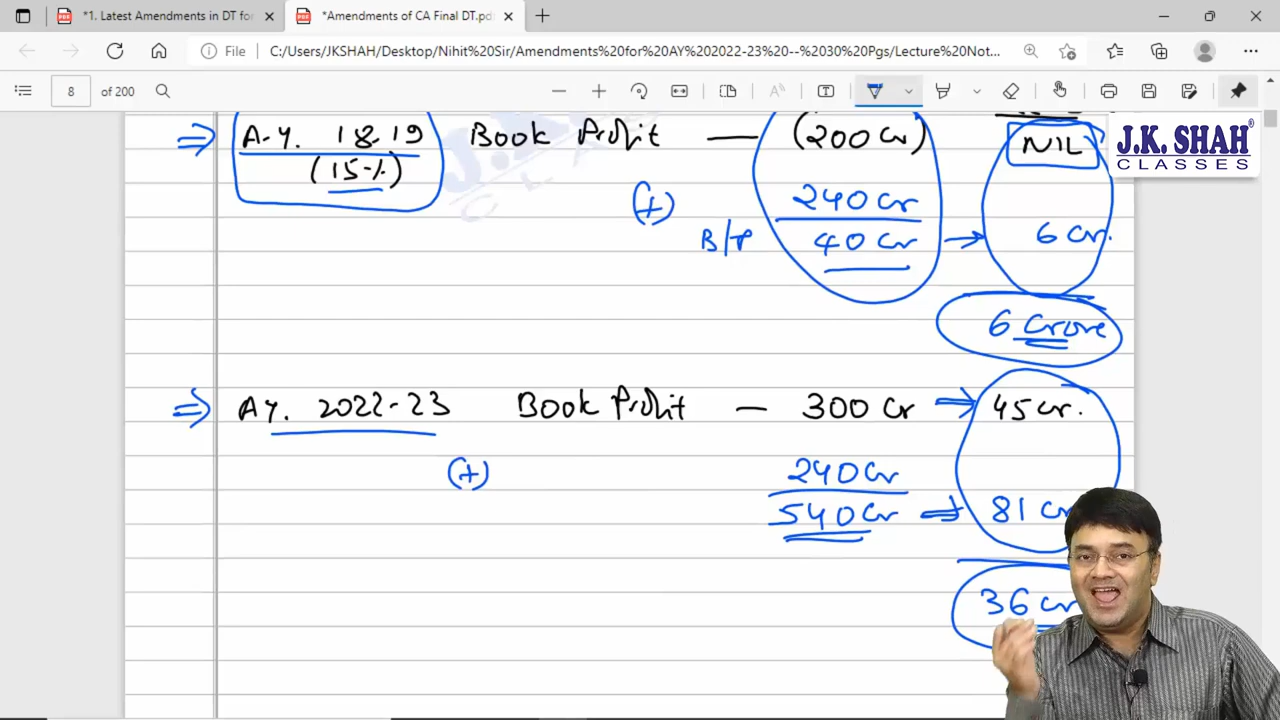 *1. Latest Amendments in DT for
*Amendments of CA Final DT.pdf
File C:/Users/JKSHAH/Desktop/Nihit%20Sir/Amendments%20for%20AY%202022-23%20--%2030%20Pgs/Lecture%20Not...
8 of 200
J.K. SHAH
CLASSES
⇒ A.Y. 18-19 Book Profit — (200 Cr) NIL
(15%)
(+) 240 Cr
B/P 40 Cr → 6 Cr.
6 Crore
⇒ AY. 2022-23 Book Profit — 300 Cr ⇒ 45 Cr.
(+) 240 Cr
540 Cr ⇒ 81 Cr
36 Cr